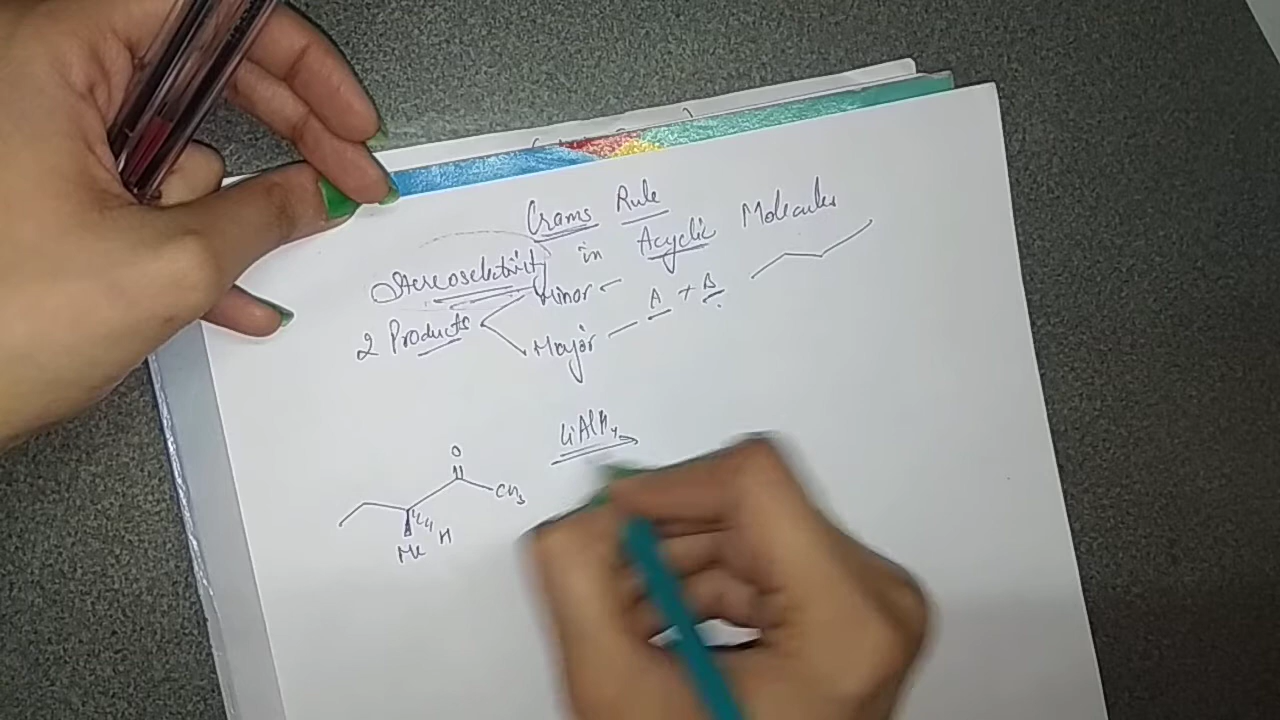 Crams Rule
in Acyclic Molecules
Stereoselectivity
2 Products
Minor
Major
A + B
LiAlH4
O
CH3
Me
H